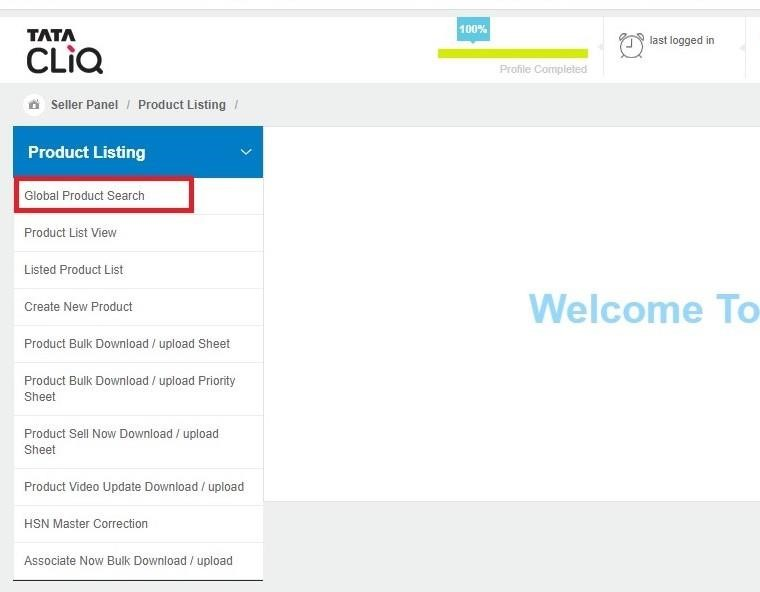 TATA
CLiQ
100%
Profile Completed
last logged in
Seller Panel / Product Listing /
Product Listing
Global Product Search
Product List View
Listed Product List
Create New Product
Product Bulk Download / upload Sheet
Product Bulk Download / upload Priority
Sheet
Product Sell Now Download / upload
Sheet
Product Video Update Download / upload
HSN Master Correction
Associate Now Bulk Download / upload
Welcome To